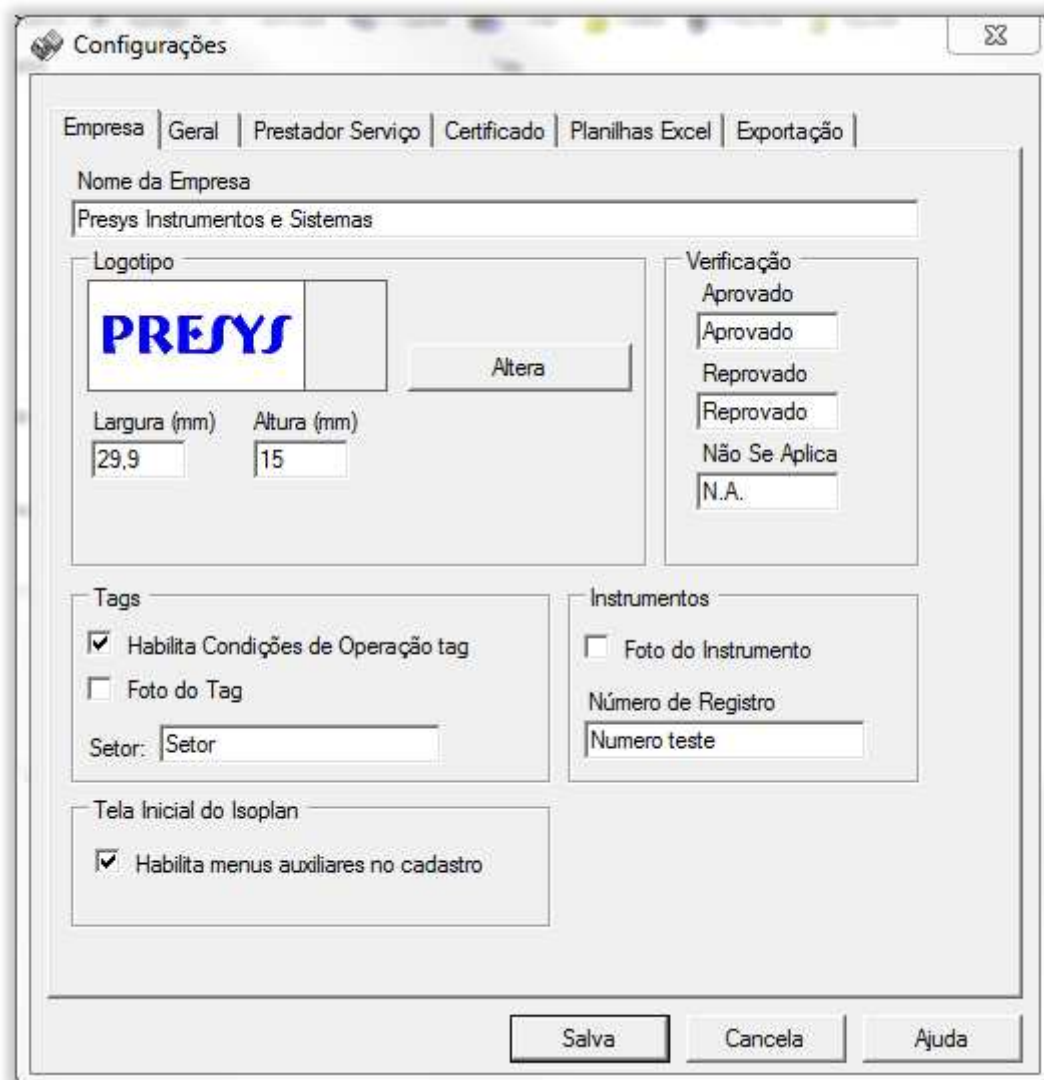 Configurações
Empresa Geral Prestador Serviço Certificado Planilhas Excel Exportação
Nome da Empresa
Presys Instrumentos e Sistemas
Logotipo
PRESYS
Altera
Largura (mm) Altura (mm)
29,9 15
Verificação
Aprovado
Aprovado
Reprovado
Reprovado
Não Se Aplica
N.A.
Tags
Habilita Condições de Operação tag
Foto do Tag
Setor: Setor
Instrumentos
Foto do Instrumento
Número de Registro
Numero teste
Tela Inicial do Isoplan
Habilita menus auxiliares no cadastro
Salva Cancela Ajuda